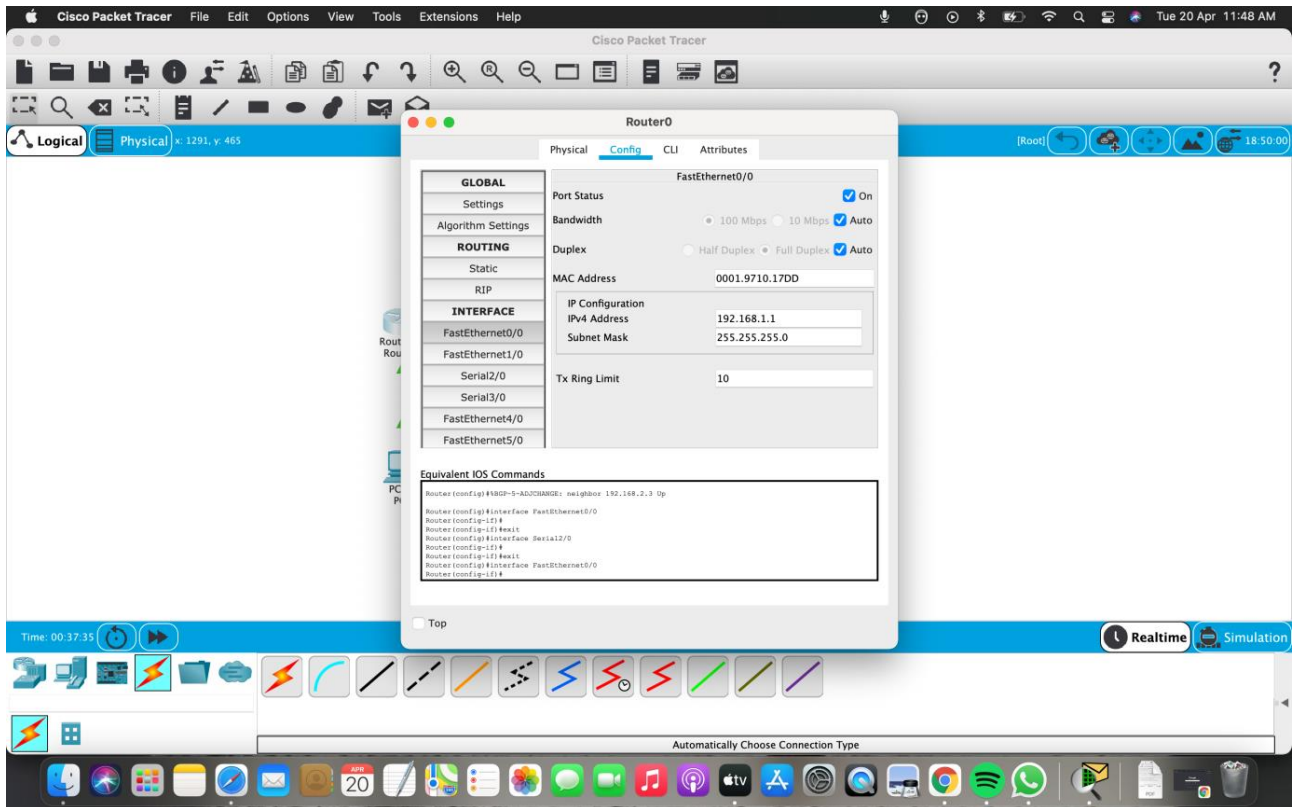 Cisco Packet Tracer File Edit Options View Tools Extensions Help Tue 20 Apr 11:48 AM
Cisco Packet Tracer
?
Logical Physical x: 1291, y: 465 [Root] 18:50:00
Router0
Physical Config CLI Attributes
GLOBAL
Settings
Algorithm Settings
ROUTING
Static
RIP
INTERFACE
FastEthernet0/0
FastEthernet1/0
Serial2/0
Serial3/0
FastEthernet4/0
FastEthernet5/0
FastEthernet0/0
Port Status On
Bandwidth 100 Mbps 10 Mbps Auto
Duplex Half Duplex Full Duplex Auto
MAC Address 0001.9710.17DD
IP Configuration
IPv4 Address 192.168.1.1
Subnet Mask 255.255.255.0
Tx Ring Limit 10
Rout
Rou
PC
P
Equivalent IOS Commands
Router(config)#%BGP-5-ADJCHANGE: neighbor 192.168.2.3 Up
Router(config)#interface FastEthernet0/0
Router(config-if)#
Router(config-if)#exit
Router(config)#interface Serial2/0
Router(config-if)#
Router(config-if)#exit
Router(config)#interface FastEthernet0/0
Router(config-if)#
Top
Time: 00:37:35 Realtime Simulation
Automatically Choose Connection Type
APR
20
tv